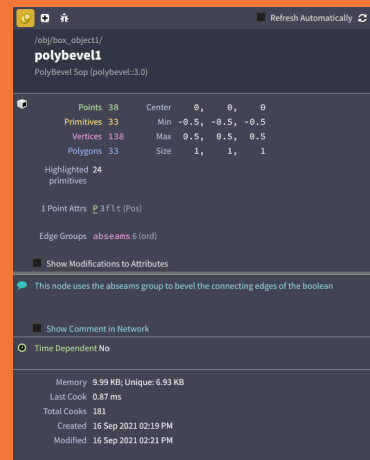 Refresh Automatically
/obj/box_object1/
polybevel1
PolyBevel Sop (polybevel::3.0)
Points 38 Center 0, 0, 0
Primitives 33 Min -0.5, -0.5, -0.5
Vertices 138 Max 0.5, 0.5, 0.5
Polygons 33 Size 1, 1, 1
Highlighted 24
primitives
1 Point Attrs P 3flt (Pos)
Edge Groups abseams 6 (ord)
Show Modifications to Attributes
This node uses the abseams group to bevel the connecting edges of the boolean
Show Comment in Network
Time Dependent No
Memory 9.99 KB; Unique: 6.93 KB
Last Cook 0.87 ms
Total Cooks 181
Created 16 Sep 2021 02:19 PM
Modified 16 Sep 2021 02:21 PM